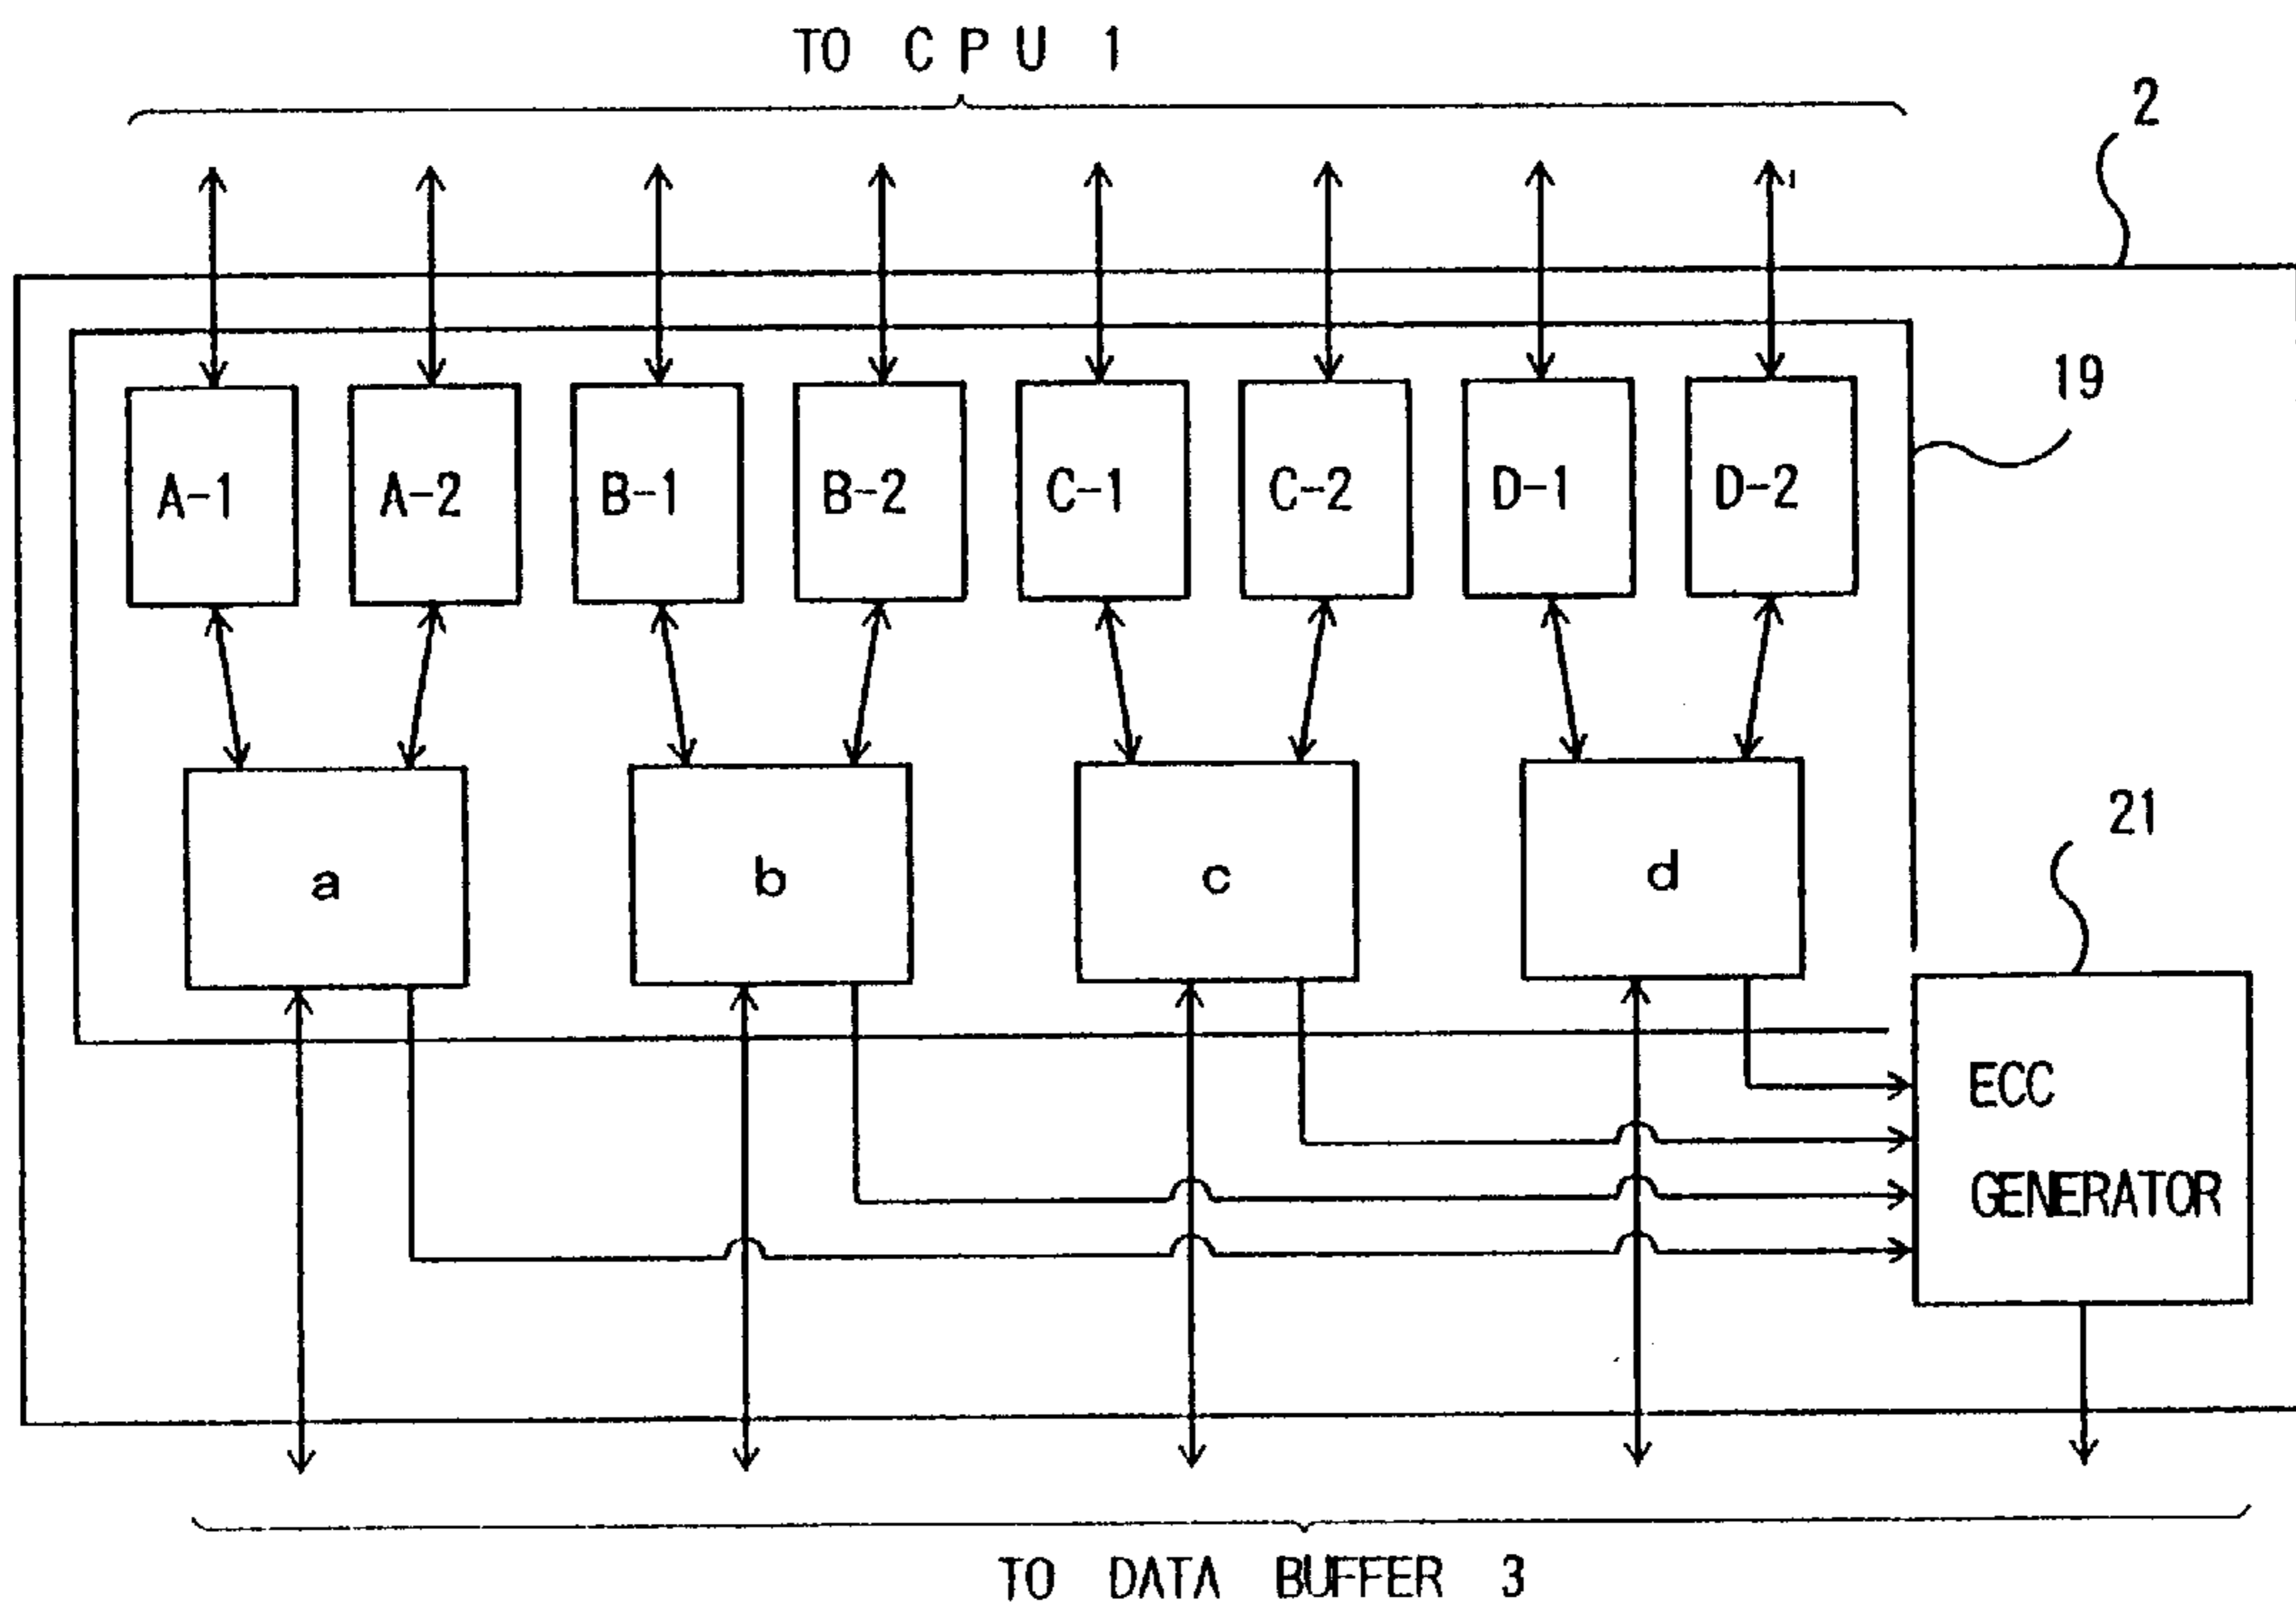 TO CPU 1
2
19
A-1 A-2 B-1 B-2 C-1 C-2 D-1 D-2
21
a b c d
ECC
GENERATOR
TO DATA BUFFER 3